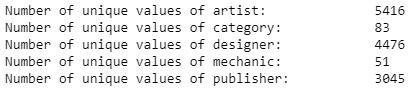 Number of unique values of artist: 5416
Number of unique values of category: 83
Number of unique values of designer: 4476
Number of unique values of mechanic: 51
Number of unique values of publisher: 3045